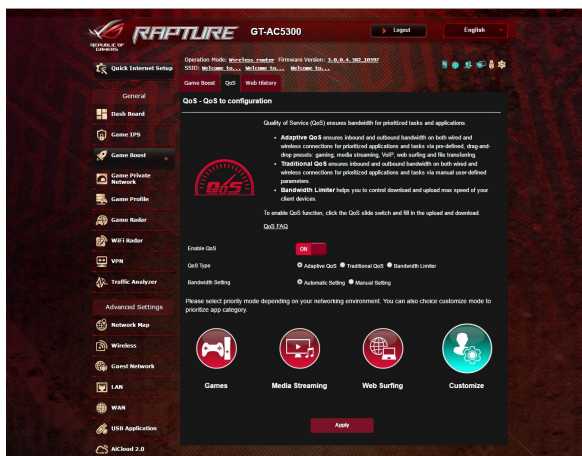 REPUBLIC OF
GAMERS
RAPTURE
GT-AC5300
Logout
English
Quick Internet Setup
Operation Mode: Wireless router Firmware Version: 3.0.0.4.382_10397
SSID: Welcome to... Welcome to... Welcome to...
Game Boost QoS Web History
General
Dash Board
Game IPS
Game Boost
Game Private
Network
Game Profile
Game Radar
WiFi Radar
VPN
Traffic Analyzer
Advanced Settings
Network Map
Wireless
Guest Network
LAN
WAN
USB Application
AiCloud 2.0
QoS - QoS to configuration
QoS
Quality of Service (QoS) ensures bandwidth for prioritized tasks and applications.
• Adaptive QoS ensures inbound and outbound bandwidth on both wired and
wireless connections for prioritized applications and tasks via pre-defined, drag-and-
drop presets: gaming, media streaming, VoIP, web surfing and file transferring.
• Traditional QoS ensures inbound and outbound bandwidth on both wired and
wireless connections for prioritized applications and tasks via manual user-defined
parameters.
• Bandwidth Limiter helps you to control download and upload max speed of your
client devices.
To enable QoS function, click the QoS slide switch and fill in the upload and download.
QoS FAQ
Enable QoS ON
QoS Type Adaptive QoS Traditional QoS Bandwidth Limiter
Bandwidth Setting Automatic Setting Manual Setting
Please select priority mode depending on your networking environment. You can also choice customize mode to
prioritize app category.
Games Media Streaming Web Surfing Customize
Apply